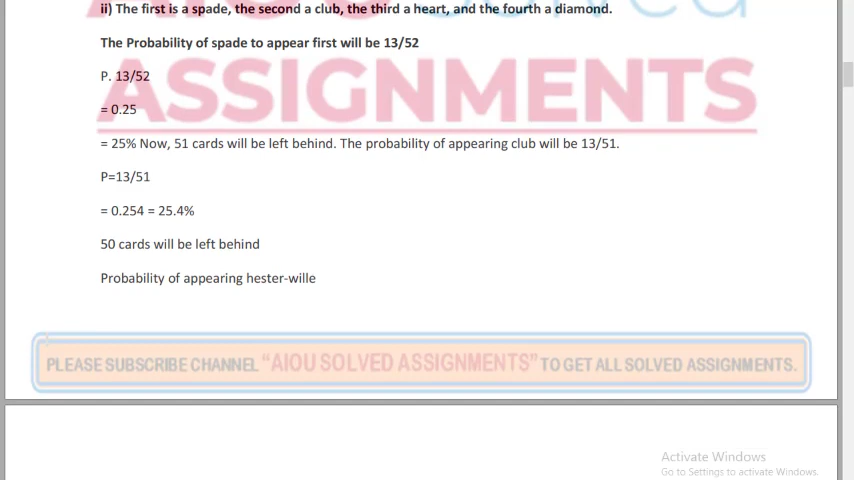 ii) The first is a spade, the second a club, the third a heart, and the fourth a diamond.
The Probability of spade to appear first will be 13/52
P. 13/52
ASSIGNMENTS
= 0.25
= 25% Now, 51 cards will be left behind. The probability of appearing club will be 13/51.
P=13/51
= 0.254 = 25.4%
50 cards will be left behind
Probability of appearing hester-wille
PLEASE SUBSCRIBE CHANNEL “AIOU SOLVED ASSIGNMENTS” TO GET ALL SOLVED ASSIGNMENTS.
Activate Windows
Go to Settings to activate Windows.